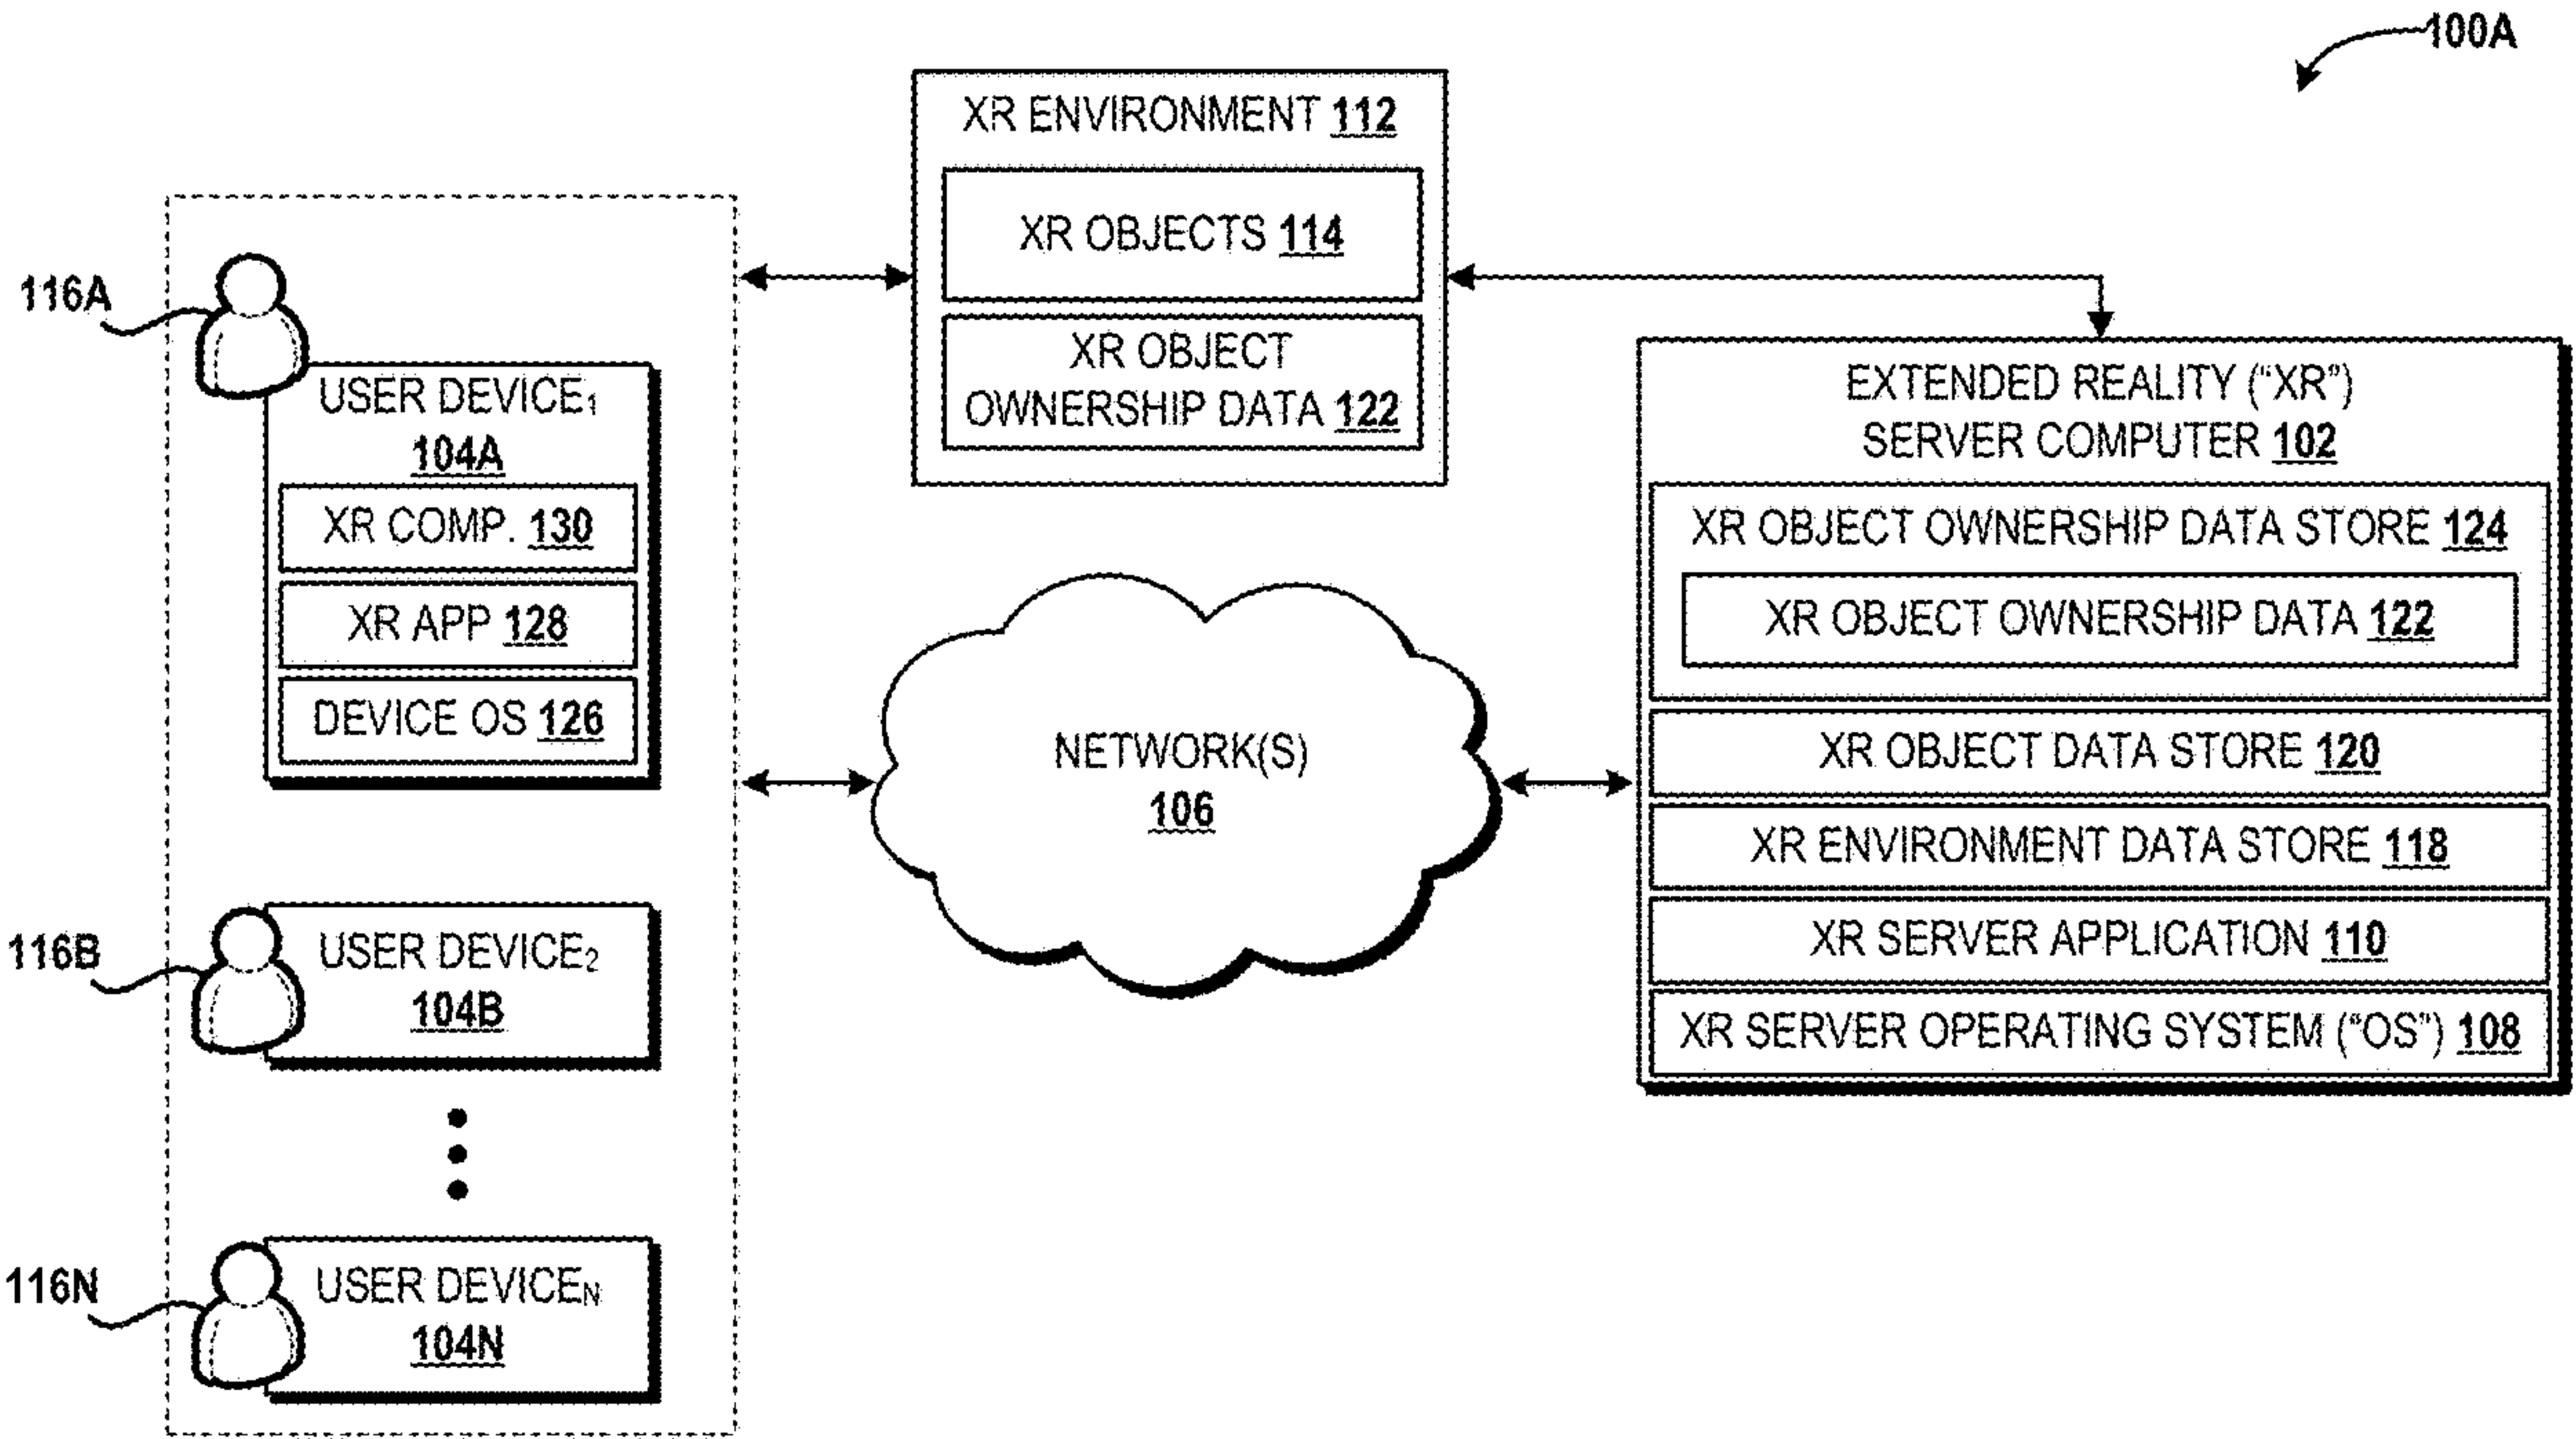 100A
XR ENVIRONMENT 112
XR OBJECTS 114
XR OBJECT
OWNERSHIP DATA 122
116A
USER DEVICE₁
104A
XR COMP. 130
XR APP 128
DEVICE OS 126
116B
USER DEVICE₂
104B
116N
USER DEVICE_N
104N
NETWORK(S)
106
EXTENDED REALITY (“XR”)
SERVER COMPUTER 102
XR OBJECT OWNERSHIP DATA STORE 124
XR OBJECT OWNERSHIP DATA 122
XR OBJECT DATA STORE 120
XR ENVIRONMENT DATA STORE 118
XR SERVER APPLICATION 110
XR SERVER OPERATING SYSTEM (“OS”) 108